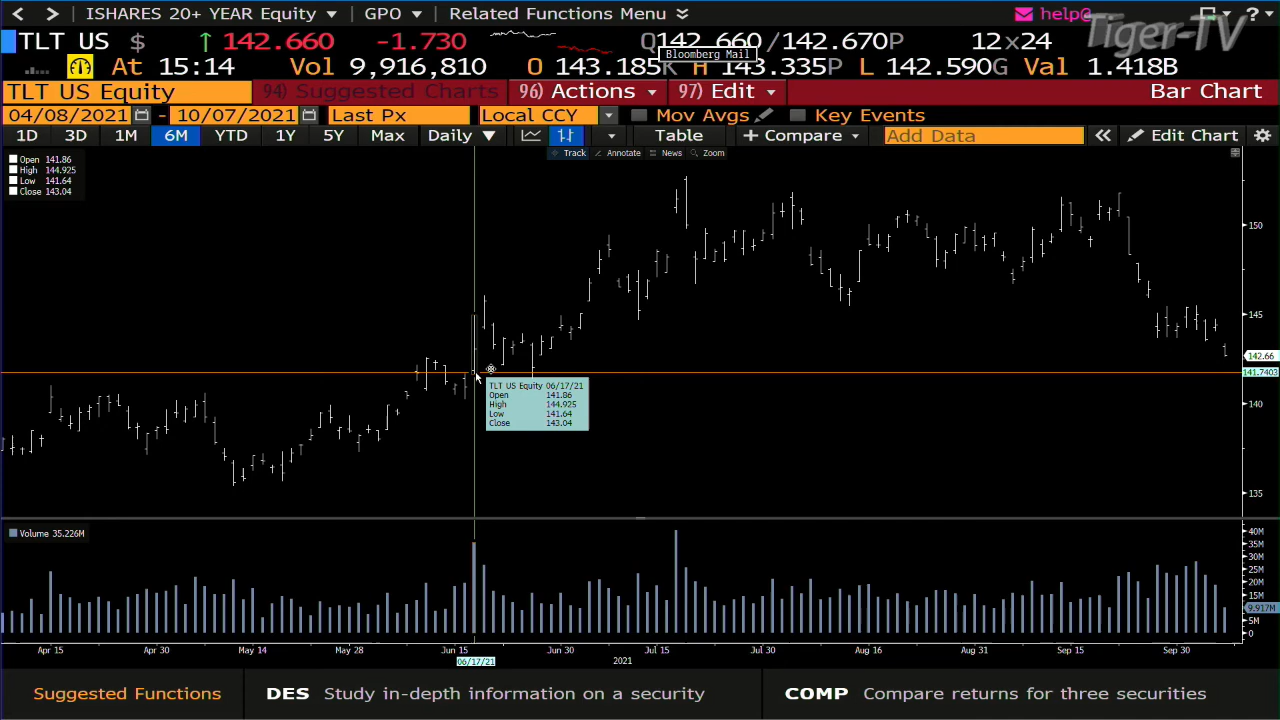 < > ISHARES 20+ YEAR Equity GPO Related Functions Menu help@ ?
Tiger-TV
TLT US $ ↑ 142.660 -1.730 Q142.660/142.670P 12x24
Bloomberg Mail
At 15:14 Vol 9,916,810 O 143.185K H 143.335P L 142.590G Val 1.418B
TLT US Equity 94) Suggested Charts 96) Actions 97) Edit Bar Chart
04/08/2021 - 10/07/2021 Last Px Local CCY Mov Avgs Key Events
1D 3D 1M 6M YTD 1Y 5Y Max Daily Table + Compare Add Data « Edit Chart
Track Annotate News Zoom
Open 141.86
High 144.925
Low 141.64
Close 143.04
150
145
142.66
141.7403
140
135
TLT US Equity 06/17/21
Open 141.86
High 144.925
Low 141.64
Close 143.04
Volume 35.226M
40M
35M
30M
25M
20M
15M
9.917M
5M
0
Apr 15 Apr 30 May 14 May 28 Jun 15 Jun 30 Jul 15 Jul 30 Aug 16 Aug 31 Sep 15 Sep 30
06/17/21 2021
Suggested Functions DES Study in-depth information on a security COMP Compare returns for three securities